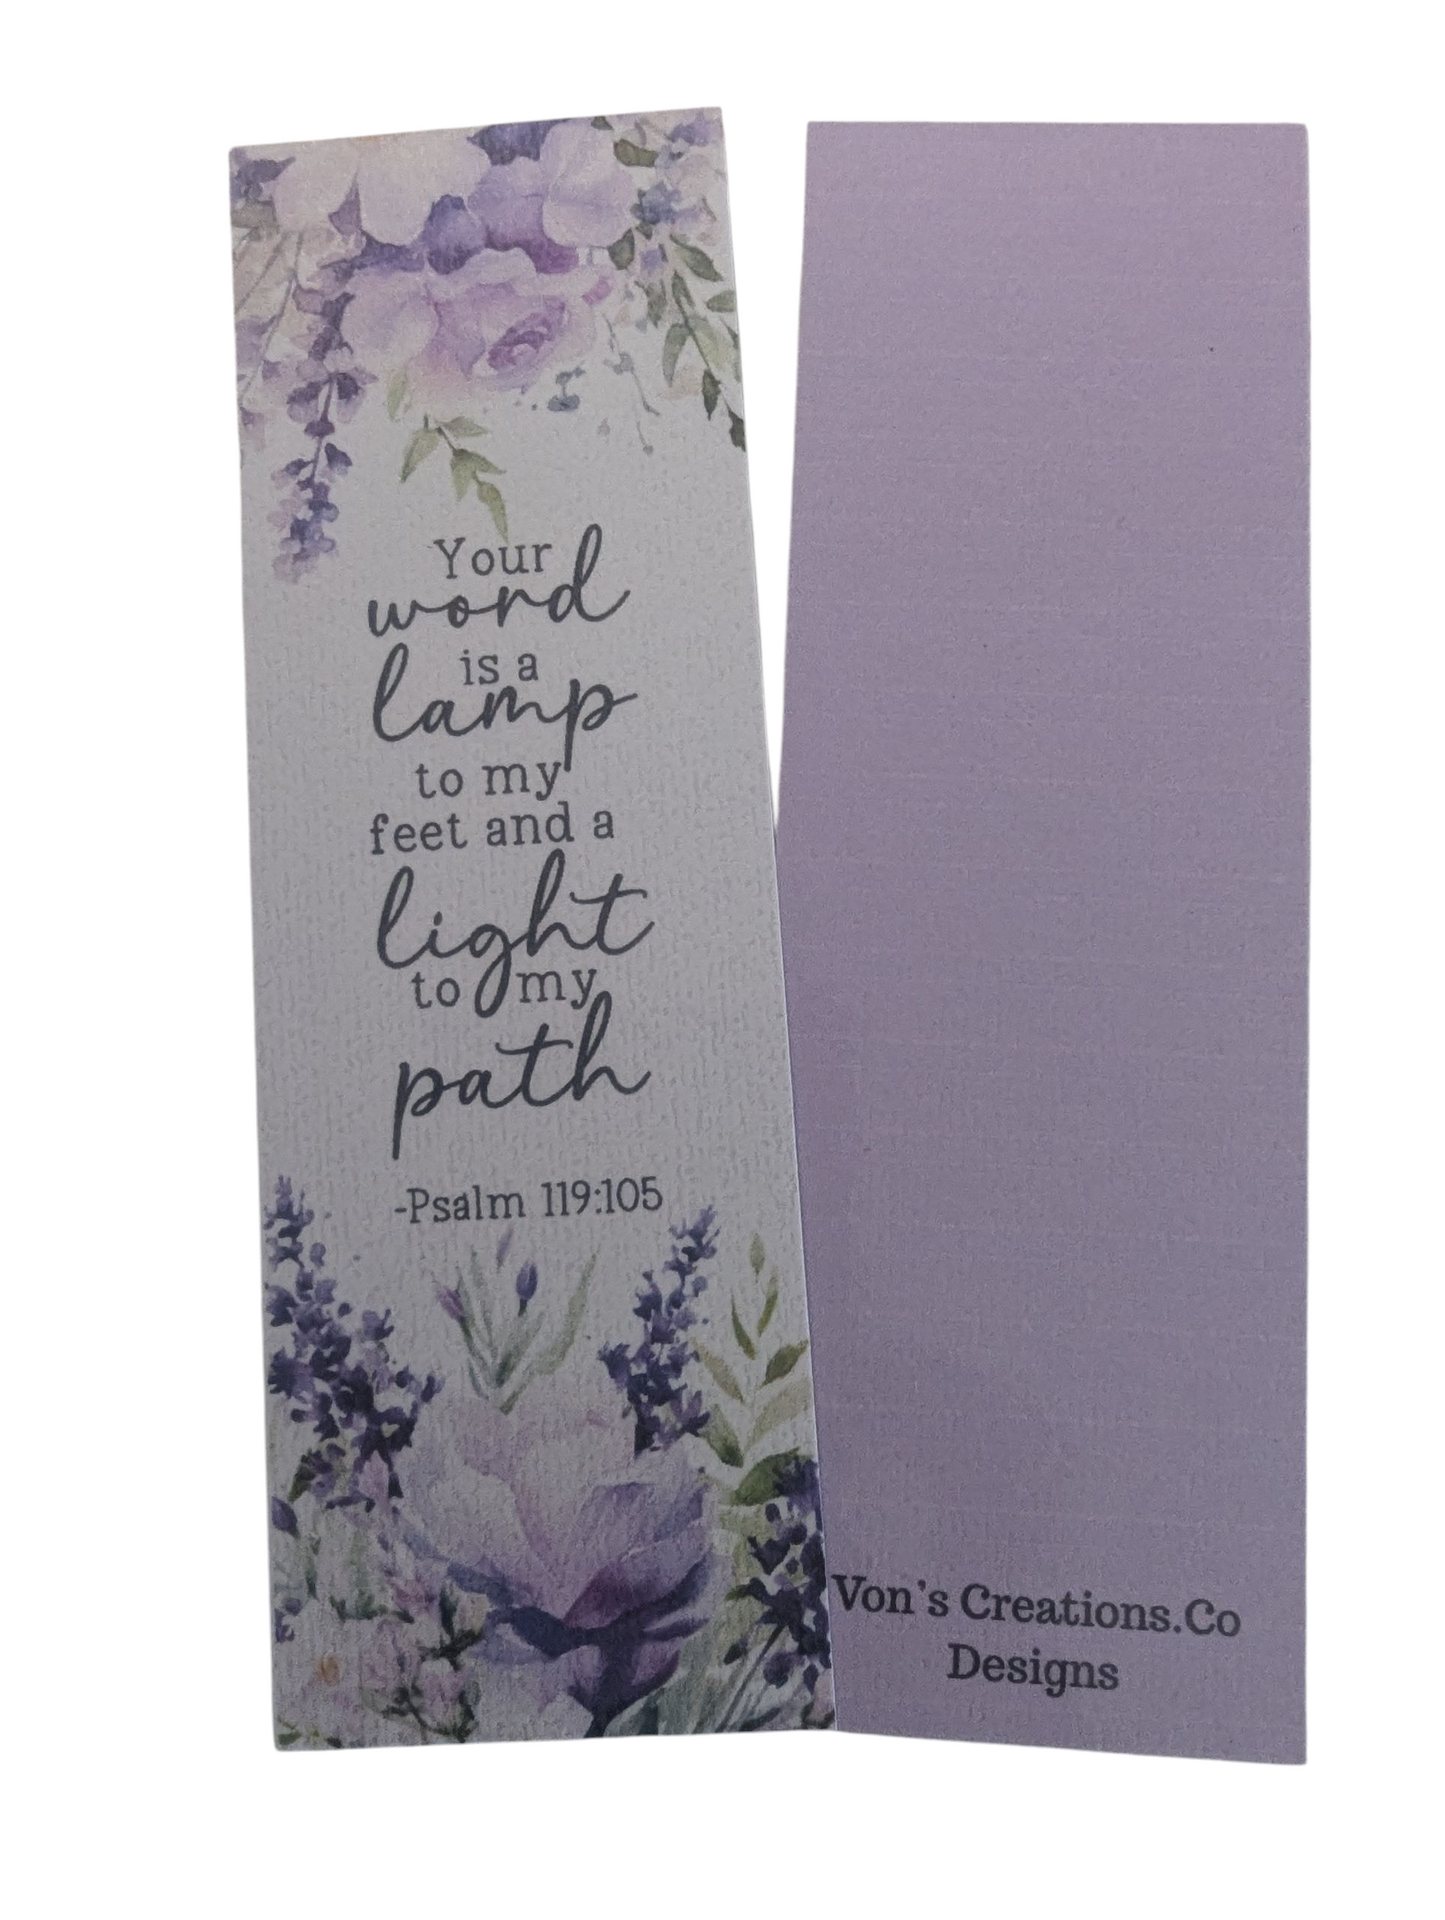 Your
word
is a
lamp
to my
feet and a
light
to my
path
-Psalm 119:105
Von's Creations.Co
Designs